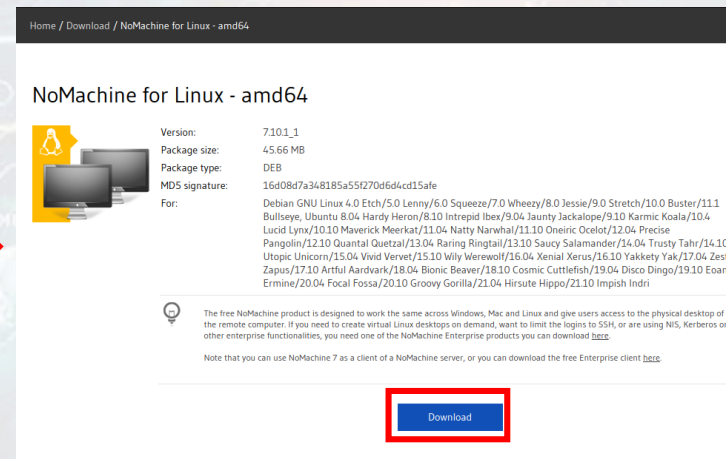 Home / Download / NoMachine for Linux - amd64
NoMachine for Linux - amd64
Version: 7.10.1_1
Package size: 45.66 MB
Package type: DEB
MD5 signature: 16d08d7a348185a55f270d6d4cd15afe
For: Debian GNU Linux 4.0 Etch/5.0 Lenny/6.0 Squeeze/7.0 Wheezy/8.0 Jessie/9.0 Stretch/10.0 Buster/11.1
Bullseye, Ubuntu 8.04 Hardy Heron/8.10 Intrepid Ibex/9.04 Jaunty Jackalope/9.10 Karmic Koala/10.4
Lucid Lynx/10.10 Maverick Meerkat/11.04 Natty Narwhal/11.10 Oneiric Ocelot/12.04 Precise
Pangolin/12.10 Quantal Quetzal/13.04 Raring Ringtail/13.10 Saucy Salamander/14.04 Trusty Tahr/14.10
Utopic Unicorn/15.04 Vivid Vervet/15.10 Wily Werewolf/16.04 Xenial Xerus/16.10 Yakkety Yak/17.04 Zest
Zapus/17.10 Artful Aardvark/18.04 Bionic Beaver/18.10 Cosmic Cuttlefish/19.04 Disco Dingo/19.10 Eoan
Ermine/20.04 Focal Fossa/20.10 Groovy Gorilla/21.04 Hirsute Hippo/21.10 Impish Indri
The free NoMachine product is designed to work the same across Windows, Mac and Linux and give users access to the physical desktop of
the remote computer. If you need to create virtual Linux desktops on demand, want to limit the logins to SSH, or are using NIS, Kerberos or
other enterprise functionalities, you need one of the NoMachine Enterprise products you can download here.
Note that you can use NoMachine 7 as a client of a NoMachine server, or you can download the free Enterprise client here.
Download